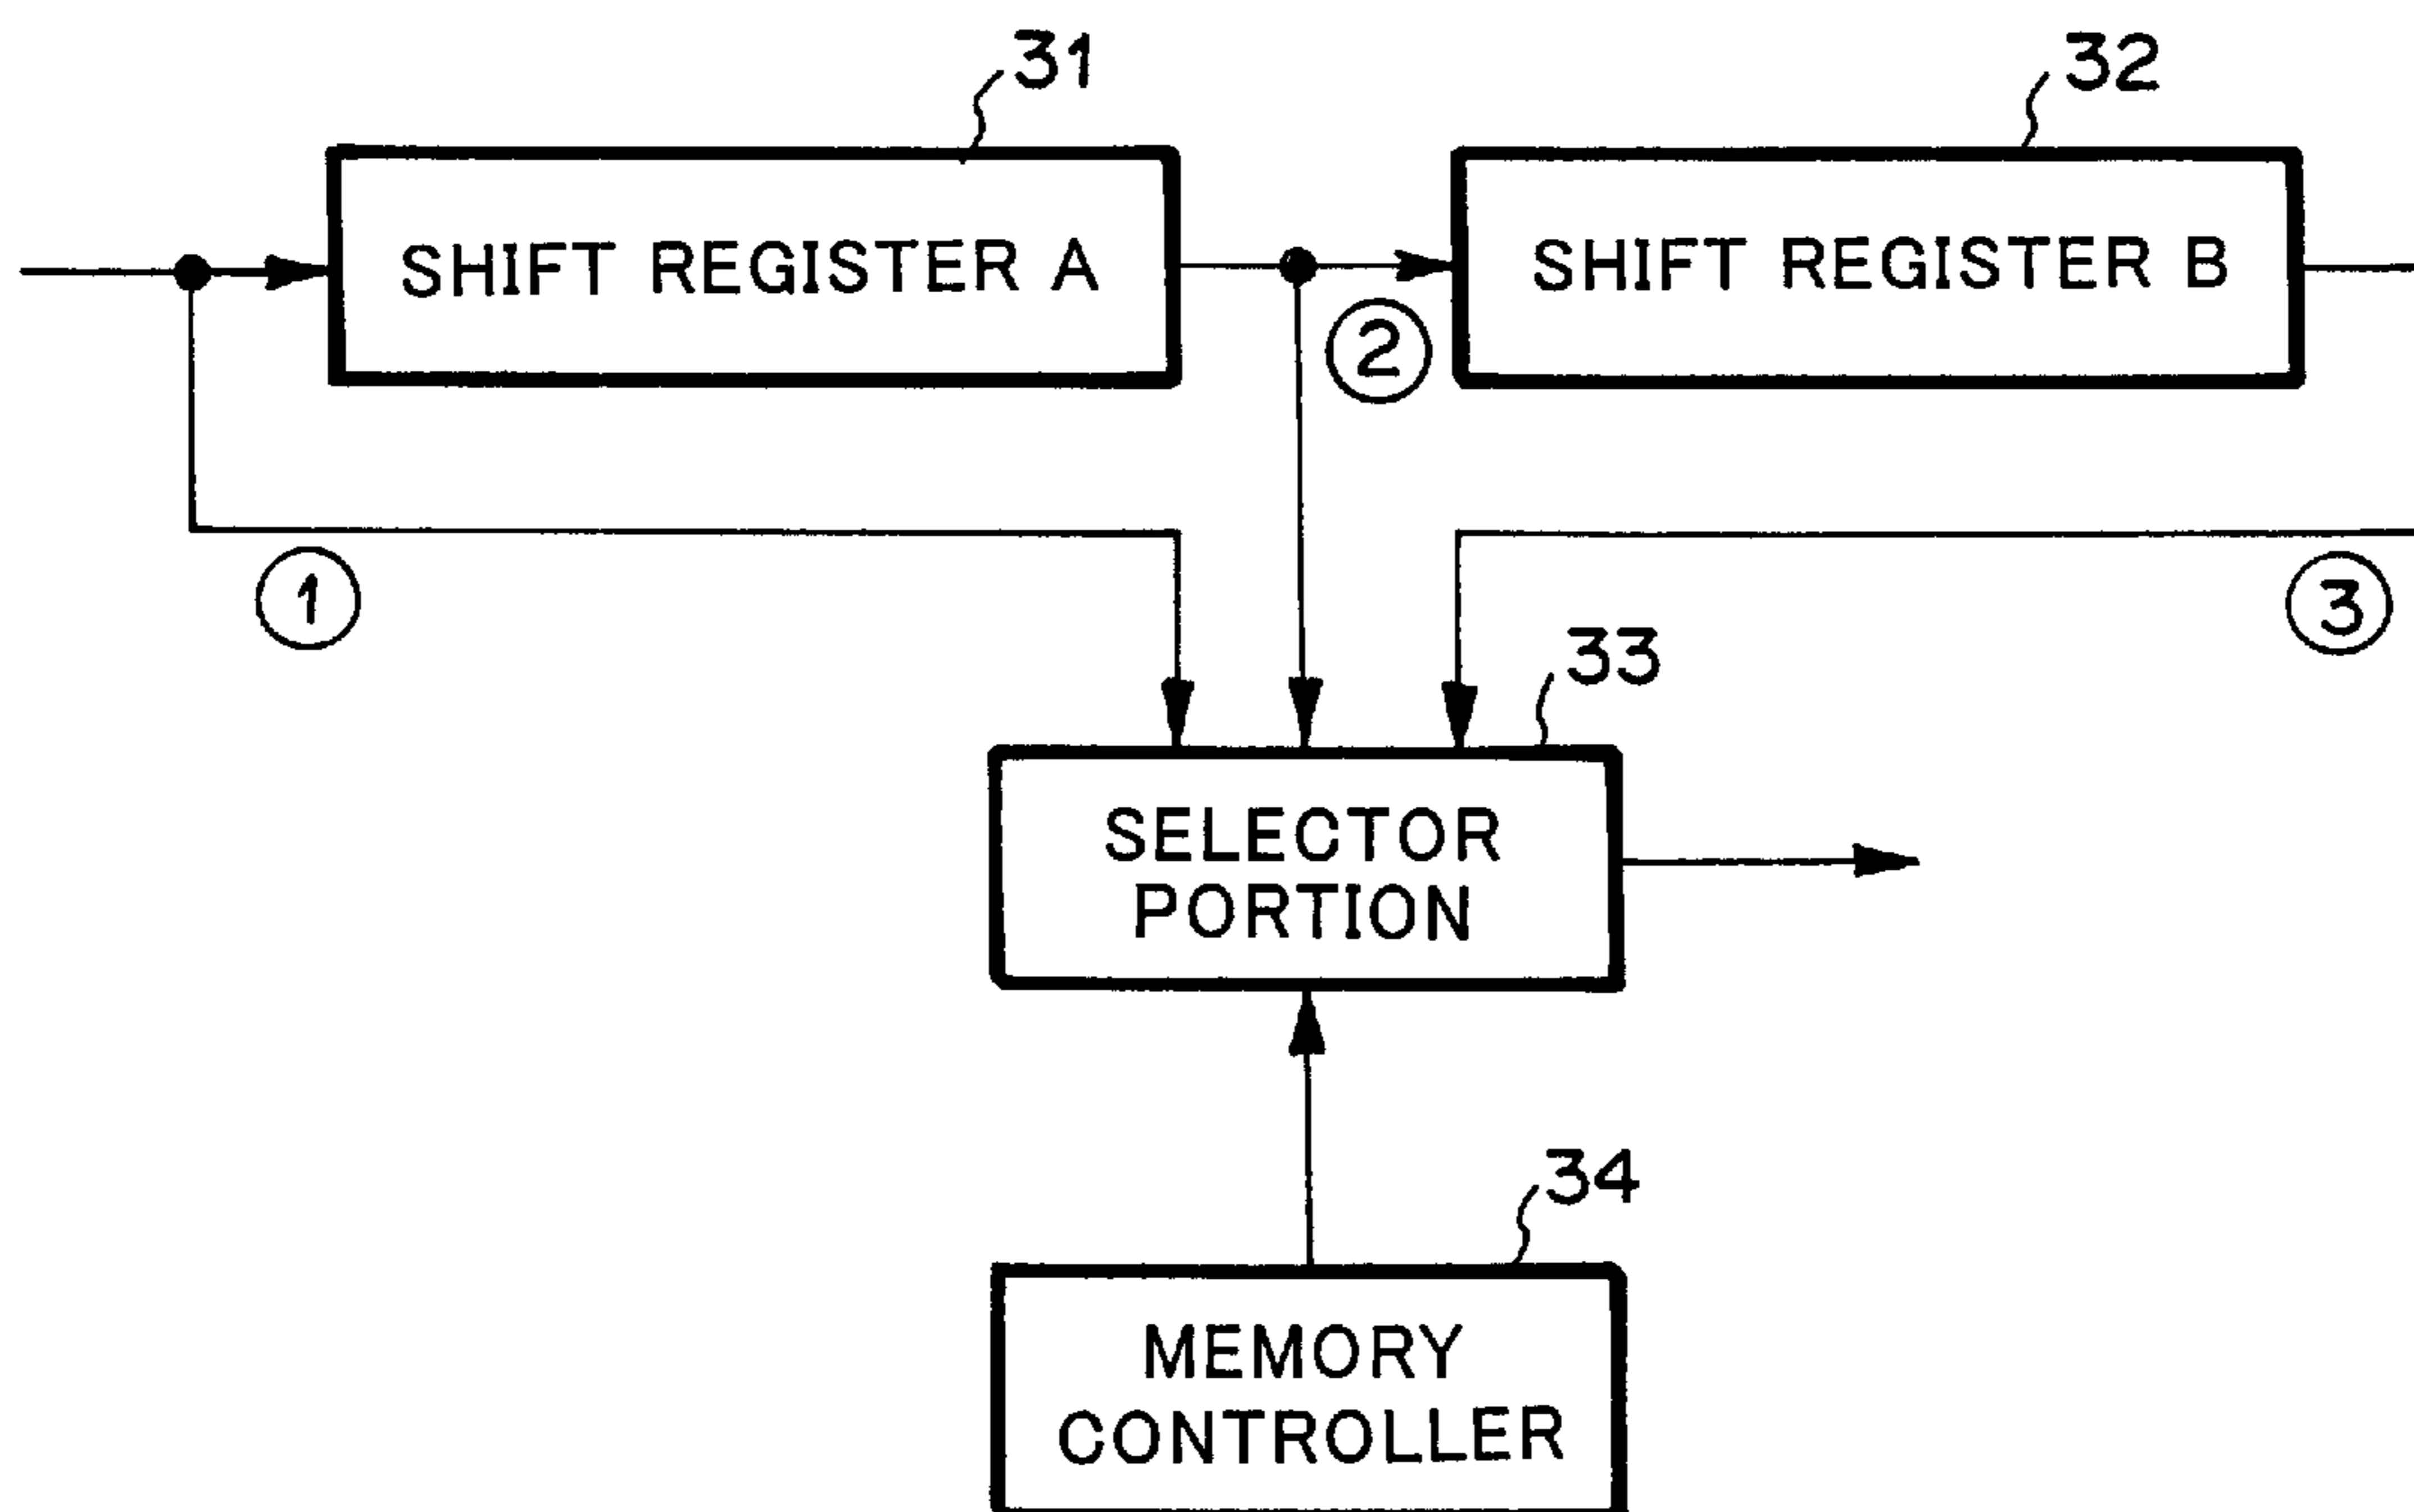 31
32
SHIFT REGISTER A
SHIFT REGISTER B
②
①
③
33
SELECTOR
PORTION
34
MEMORY
CONTROLLER